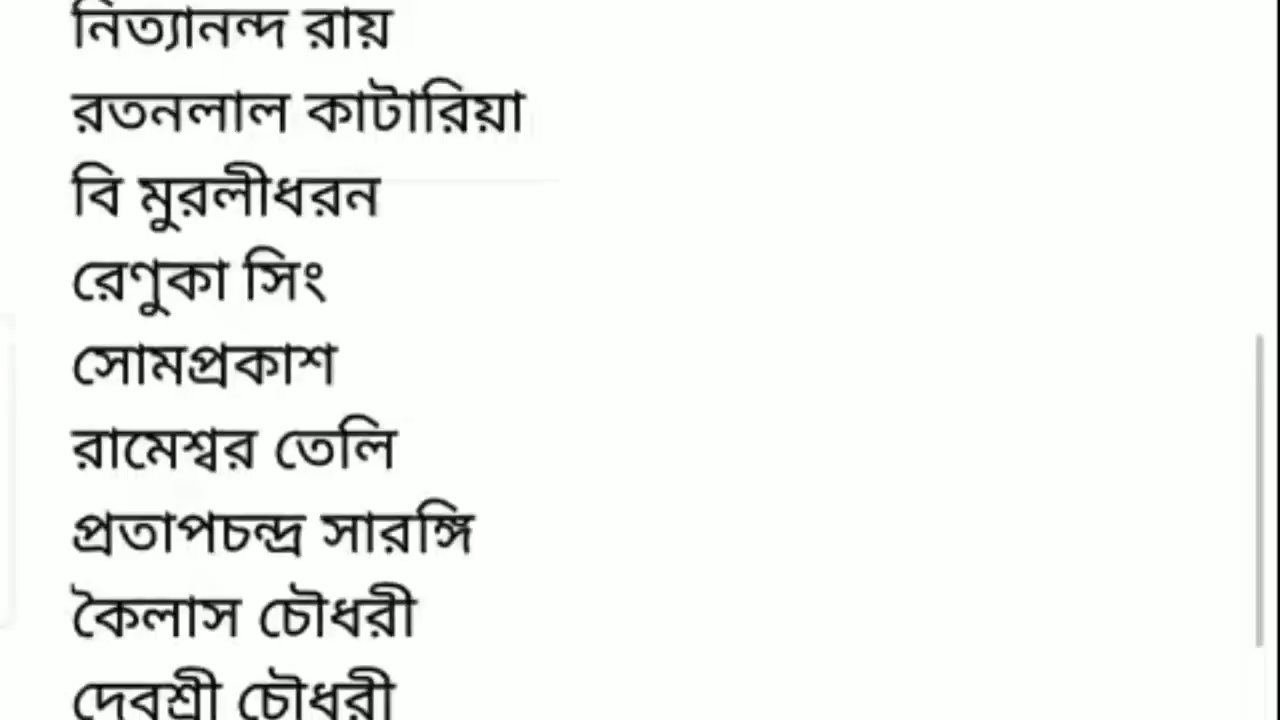 নিত্যানন্দ রায়
রতনলাল কাটারিয়া
বি মুরলীধরন
রেণুকা সিং
সোমপ্রকাশ
রামেশ্বর তেলি
প্রতাপচন্দ্র সারঙ্গি
কৈলাস চৌধরী
দেবশ্রী চৌধরী